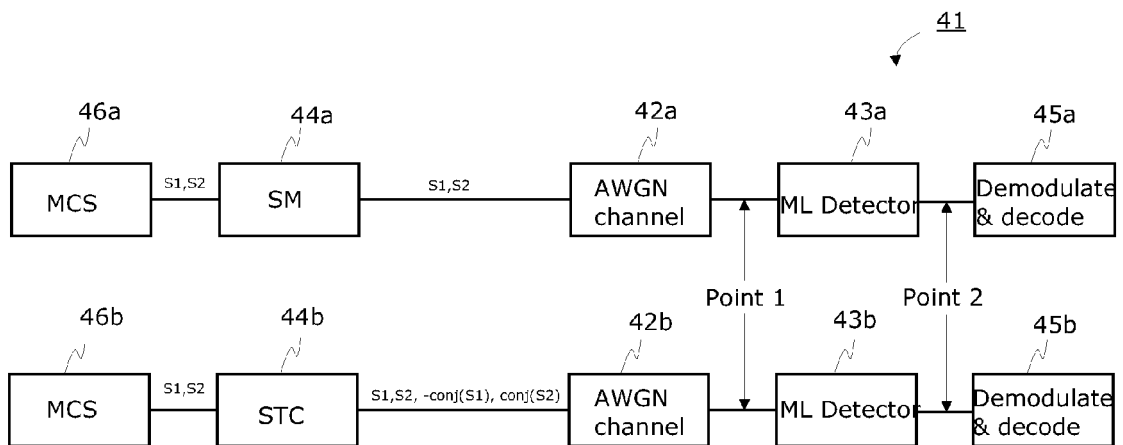 41
46a
44a
42a
43a
45a
MCS
S1,S2
SM
S1,S2
AWGN
channel
ML Detector
Demodulate
& decode
Point 1
Point 2
46b
44b
42b
43b
45b
MCS
S1,S2
STC
S1,S2, -conj(S1), conj(S2)
AWGN
channel
ML Detector
Demodulate
& decode